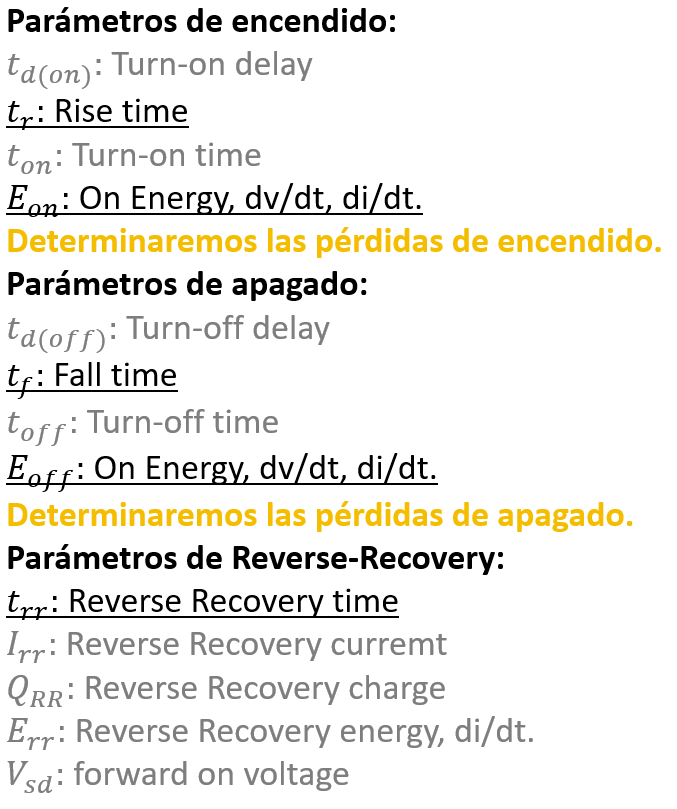 Parámetros de encendido:
t_{d(on)}: Turn-on delay
t_r: Rise time
t_{on}: Turn-on time
E_{on}: On Energy, dv/dt, di/dt.
Determinaremos las pérdidas de encendido.
Parámetros de apagado:
t_{d(off)}: Turn-off delay
t_f: Fall time
t_{off}: Turn-off time
E_{off}: On Energy, dv/dt, di/dt.
Determinaremos las pérdidas de apagado.
Parámetros de Reverse-Recovery:
t_{rr}: Reverse Recovery time
I_{rr}: Reverse Recovery curremt
Q_{RR}: Reverse Recovery charge
E_{rr}: Reverse Recovery energy, di/dt.
V_{sd}: forward on voltage